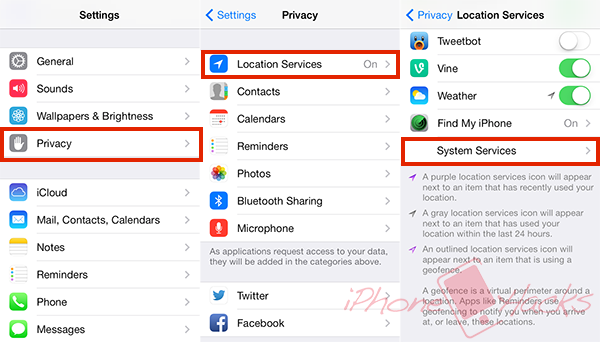 Settings
General
Sounds
Wallpapers & Brightness
Privacy
iCloud
Mail, Contacts, Calendars
Notes
Reminders
Phone
Messages
Settings
Privacy
Location Services
On
Contacts
Calendars
Reminders
Photos
Bluetooth Sharing
Microphone
As applications request access to your data,
they will be added in the categories above.
Twitter
Facebook
Privacy
Location Services
Tweetbot
Vine
Weather
Find My iPhone
On
System Services
A purple location services icon will appear
next to an item that has recently used your
location.
A gray location services icon will appear
next to an item that has used your
location within the last 24 hours.
An outlined location services icon will
appear next to an item that is using a
geofence.
A geofence is a virtual perimeter around a
location. Apps like Reminders use
geofencing to notify you when you arrive
at, or leave, these locations.
iPhone Hacks